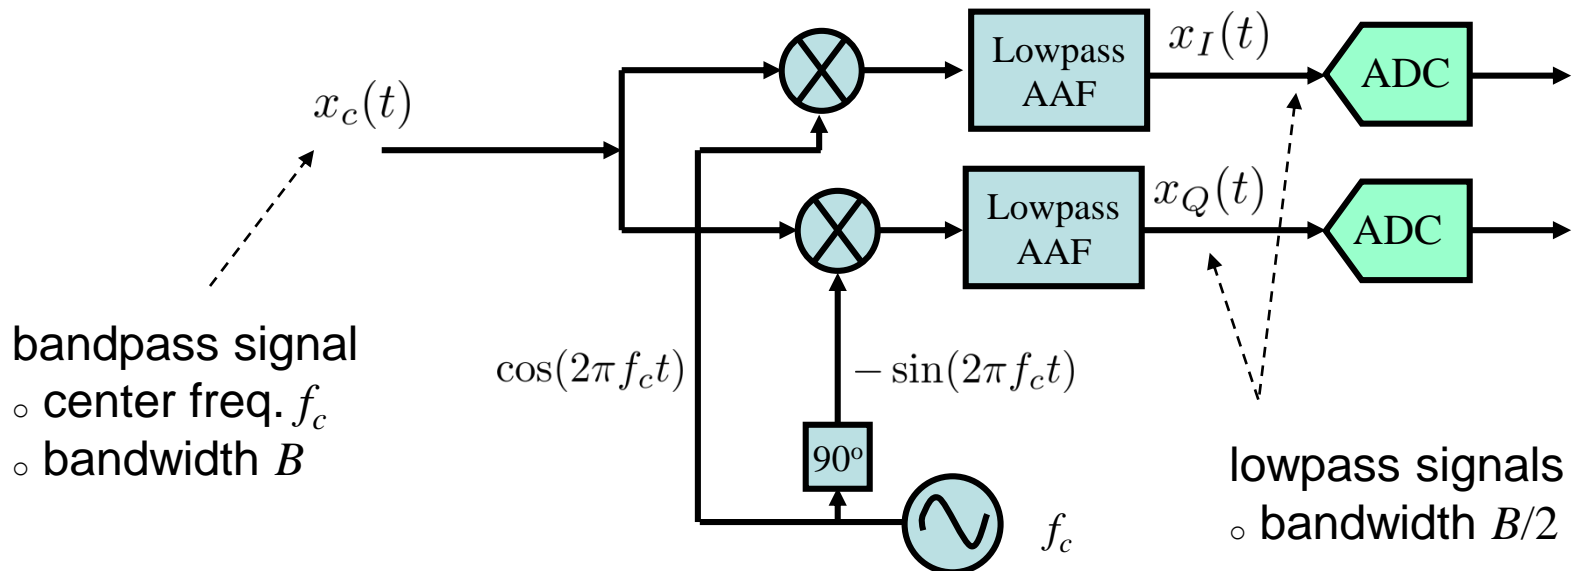 Lowpass
AAF
x_I(t)
ADC
x_c(t)
Lowpass
AAF
x_Q(t)
ADC
bandpass signal
◦ center freq. f_c
◦ bandwidth B
cos(2πf_ct)
−sin(2πf_ct)
90°
f_c
lowpass signals
◦ bandwidth B/2